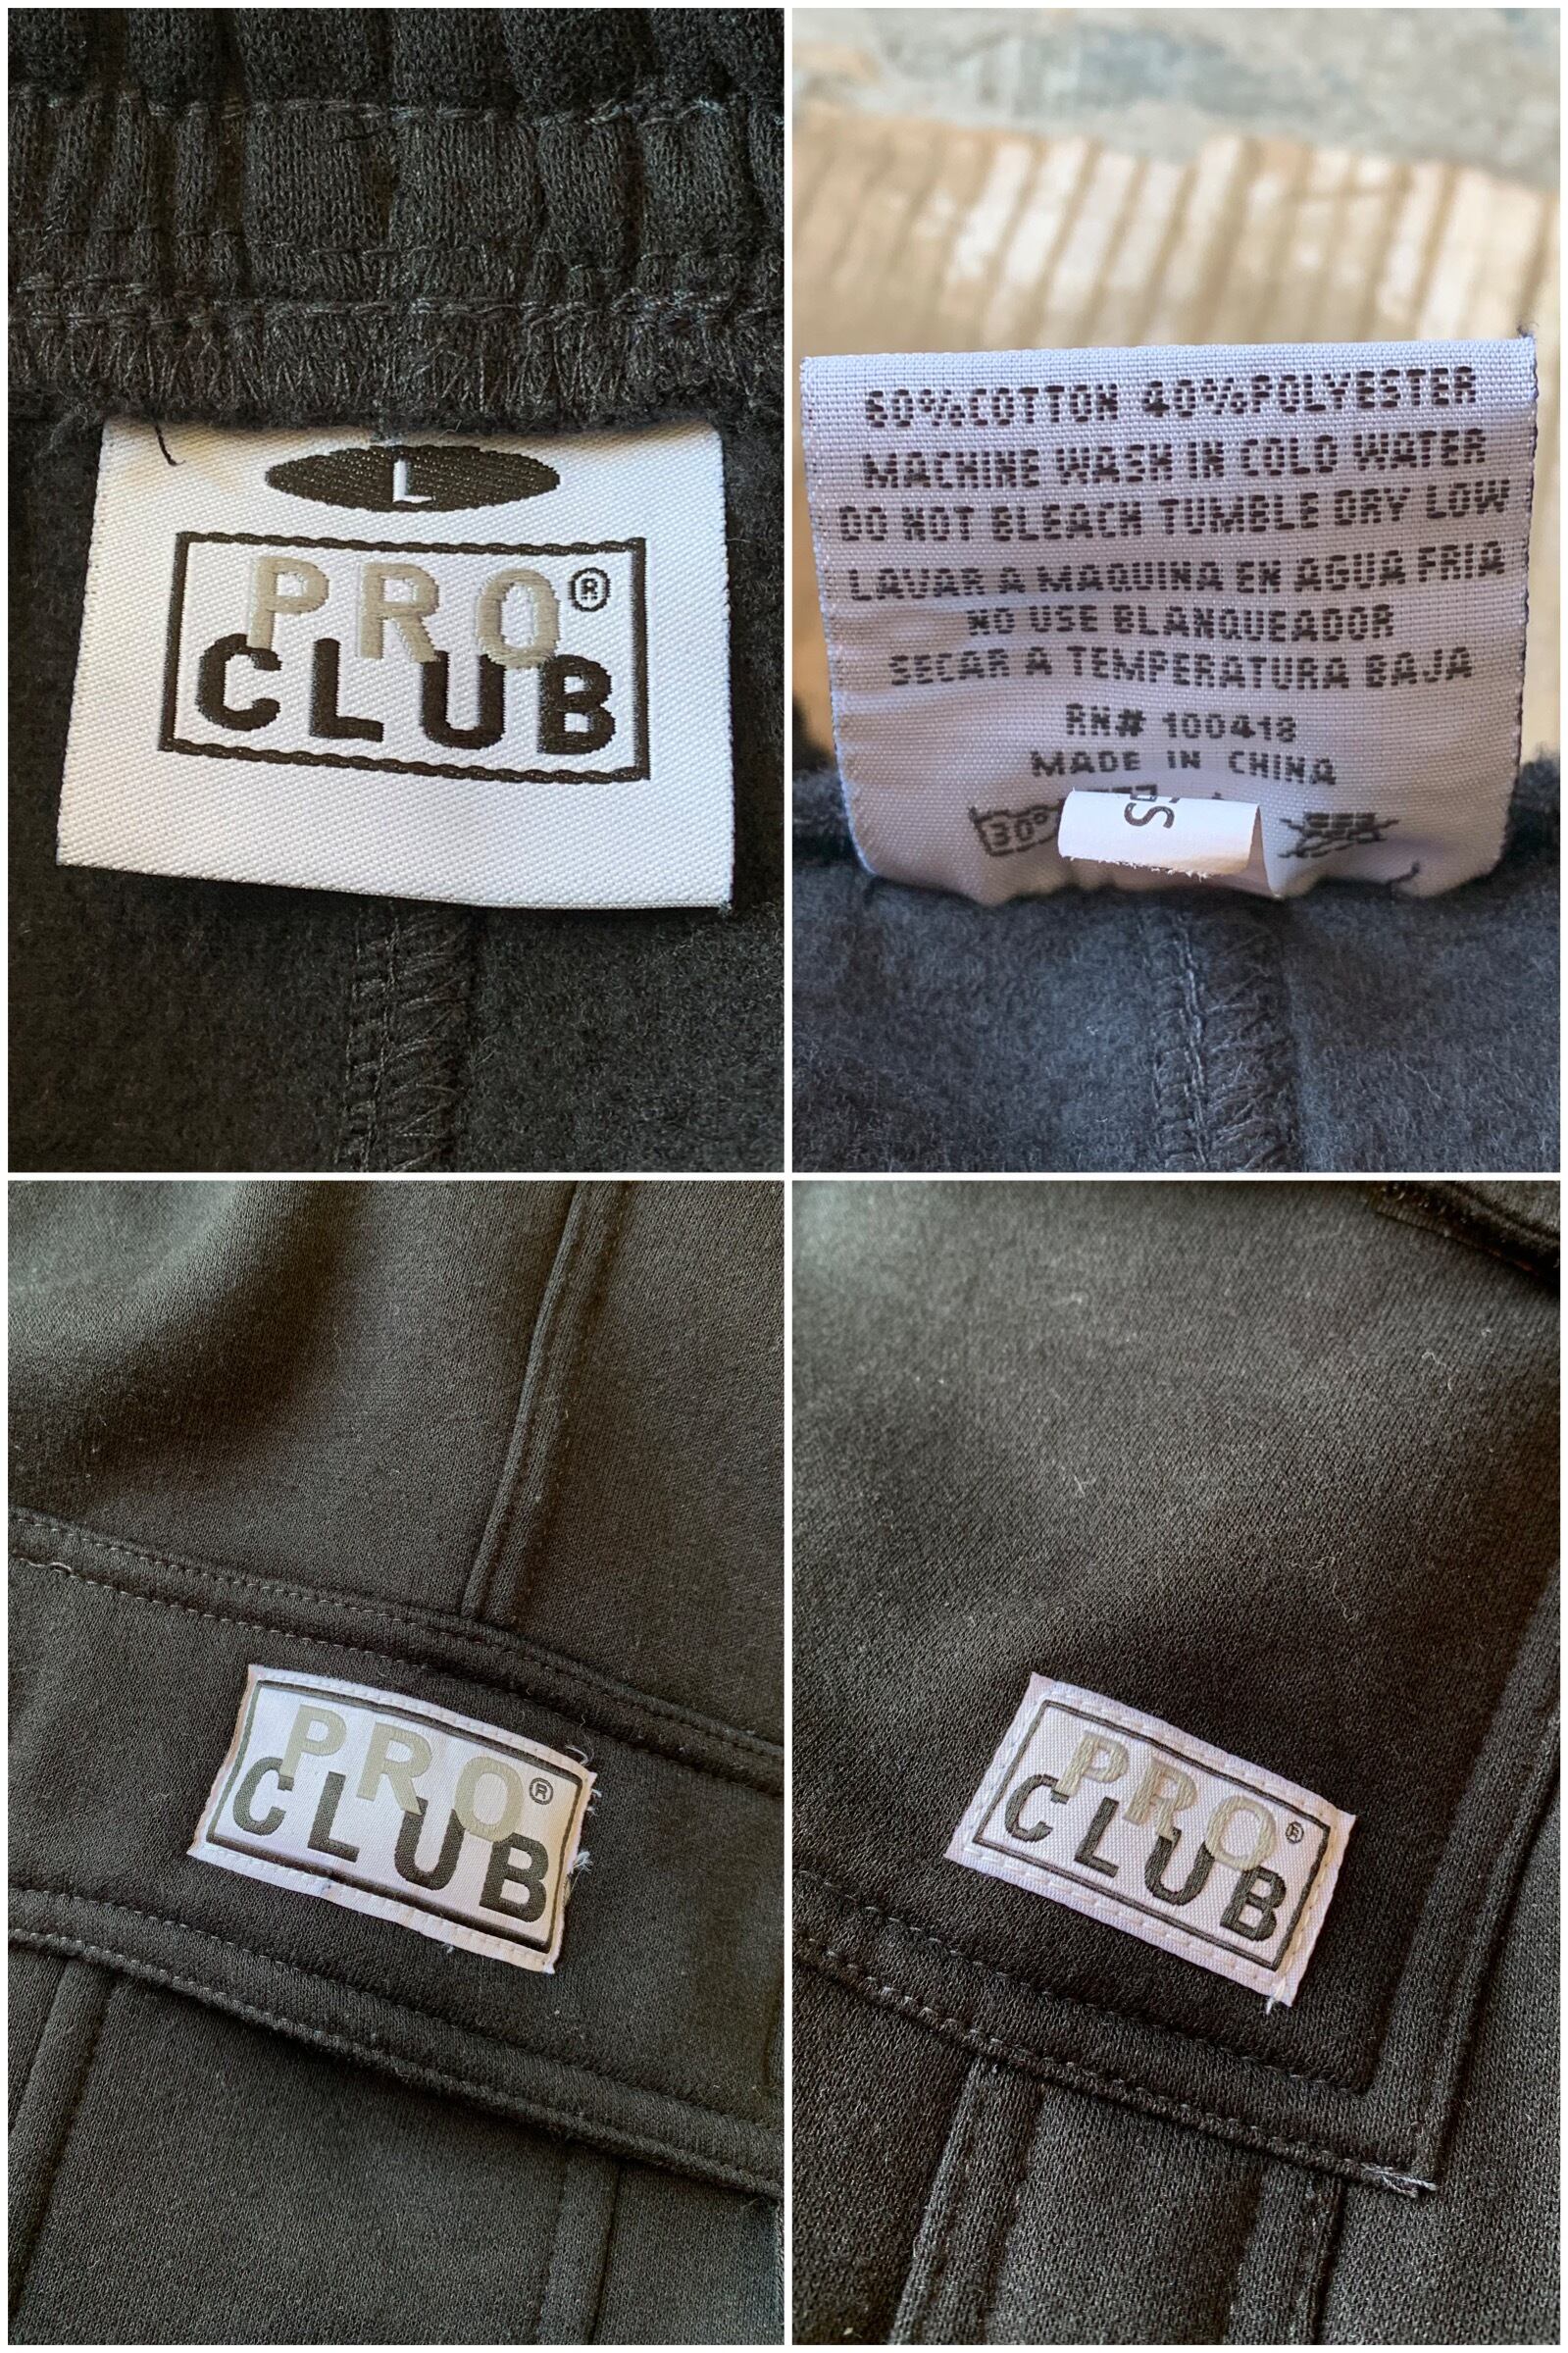 L
PRO®
CLUB
60%COTTON 40%POLYESTER
MACHINE WASH IN COLD WATER
DO NOT BLEACH TUMBLE DRY LOW
LAVAR A MAQUINA EN AGUA FRIA
NO USE BLANQUEADOR
SECAR A TEMPERATURA BAJA
RN# 100418
MADE IN CHINA
30°
PRO
CLUB®
PRO®
CLUB